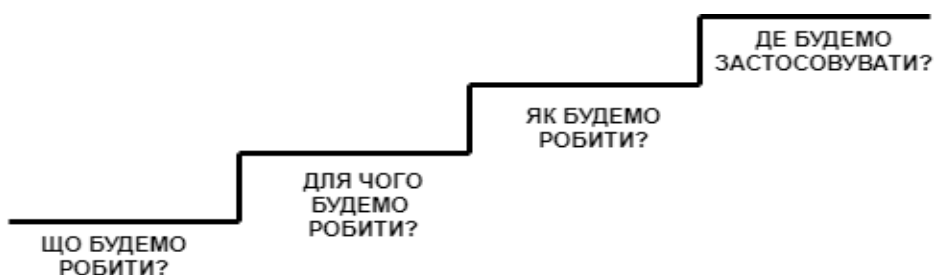 ЩО БУДЕМО
РОБИТИ?
ДЛЯ ЧОГО
БУДЕМО
РОБИТИ?
ЯК БУДЕМО
РОБИТИ?
ДЕ БУДЕМО
ЗАСТОСОВУВАТИ?